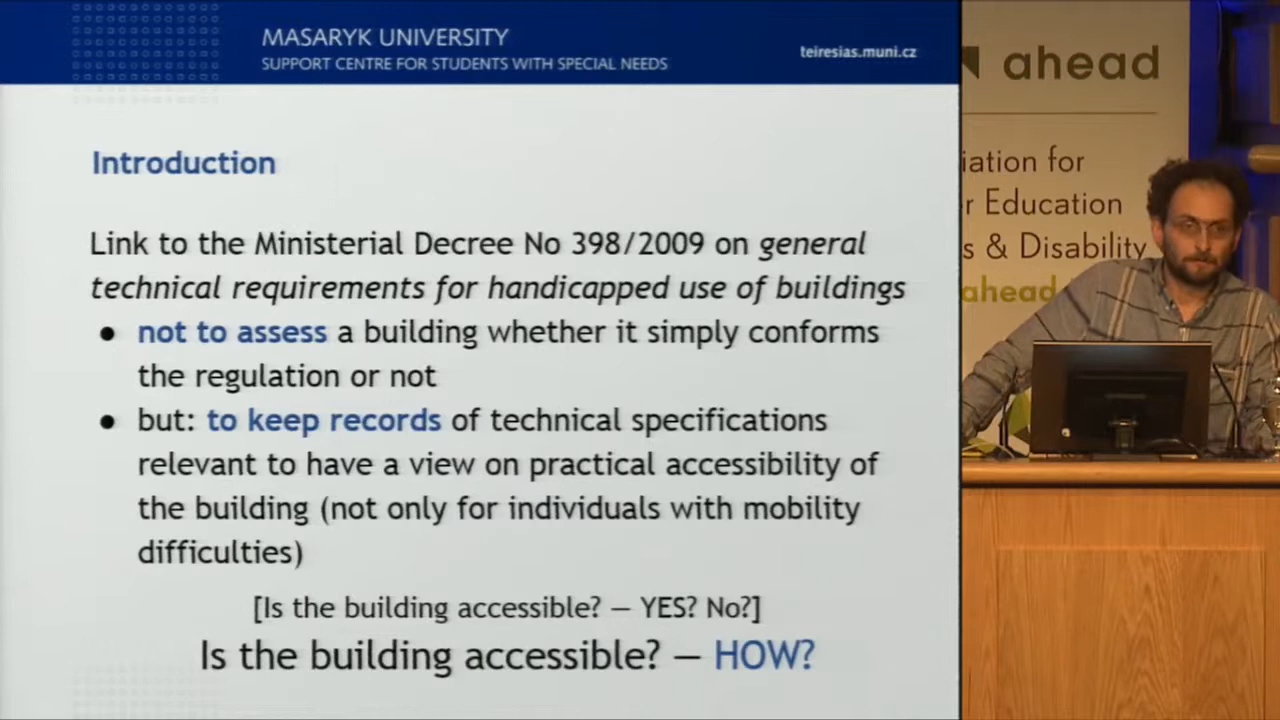 MASARYK UNIVERSITY
SUPPORT CENTRE FOR STUDENTS WITH SPECIAL NEEDS
teiresias.muni.cz
Introduction
Link to the Ministerial Decree No 398/2009 on general
technical requirements for handicapped use of buildings
• not to assess a building whether it simply conforms
the regulation or not
• but: to keep records of technical specifications
relevant to have a view on practical accessibility of
the building (not only for individuals with mobility
difficulties)
[Is the building accessible? — YES? No?]
Is the building accessible? — HOW?
ahead
iation for
r Education
s & Disability
ahead